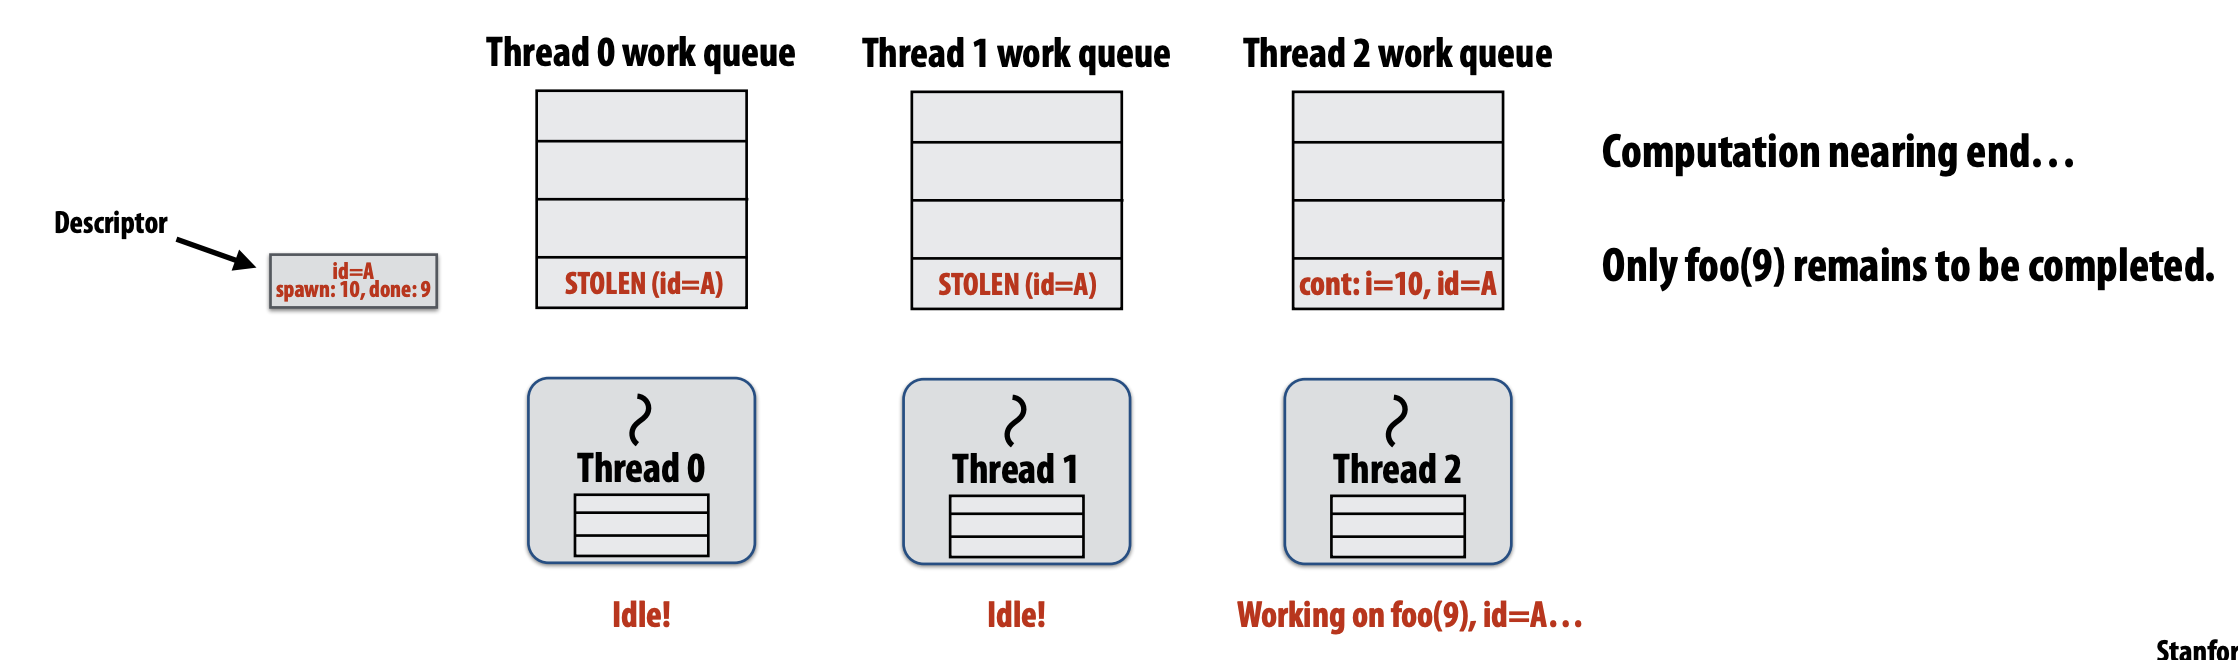 Thread 0 work queue
Thread 1 work queue
Thread 2 work queue
Computation nearing end…
Descriptor
id=A
spawn: 10, done: 9
STOLEN (id=A)
STOLEN (id=A)
cont: i=10, id=A
Only foo(9) remains to be completed.
Thread 0
Thread 1
Thread 2
Idle!
Idle!
Working on foo(9), id=A…
Stanfor